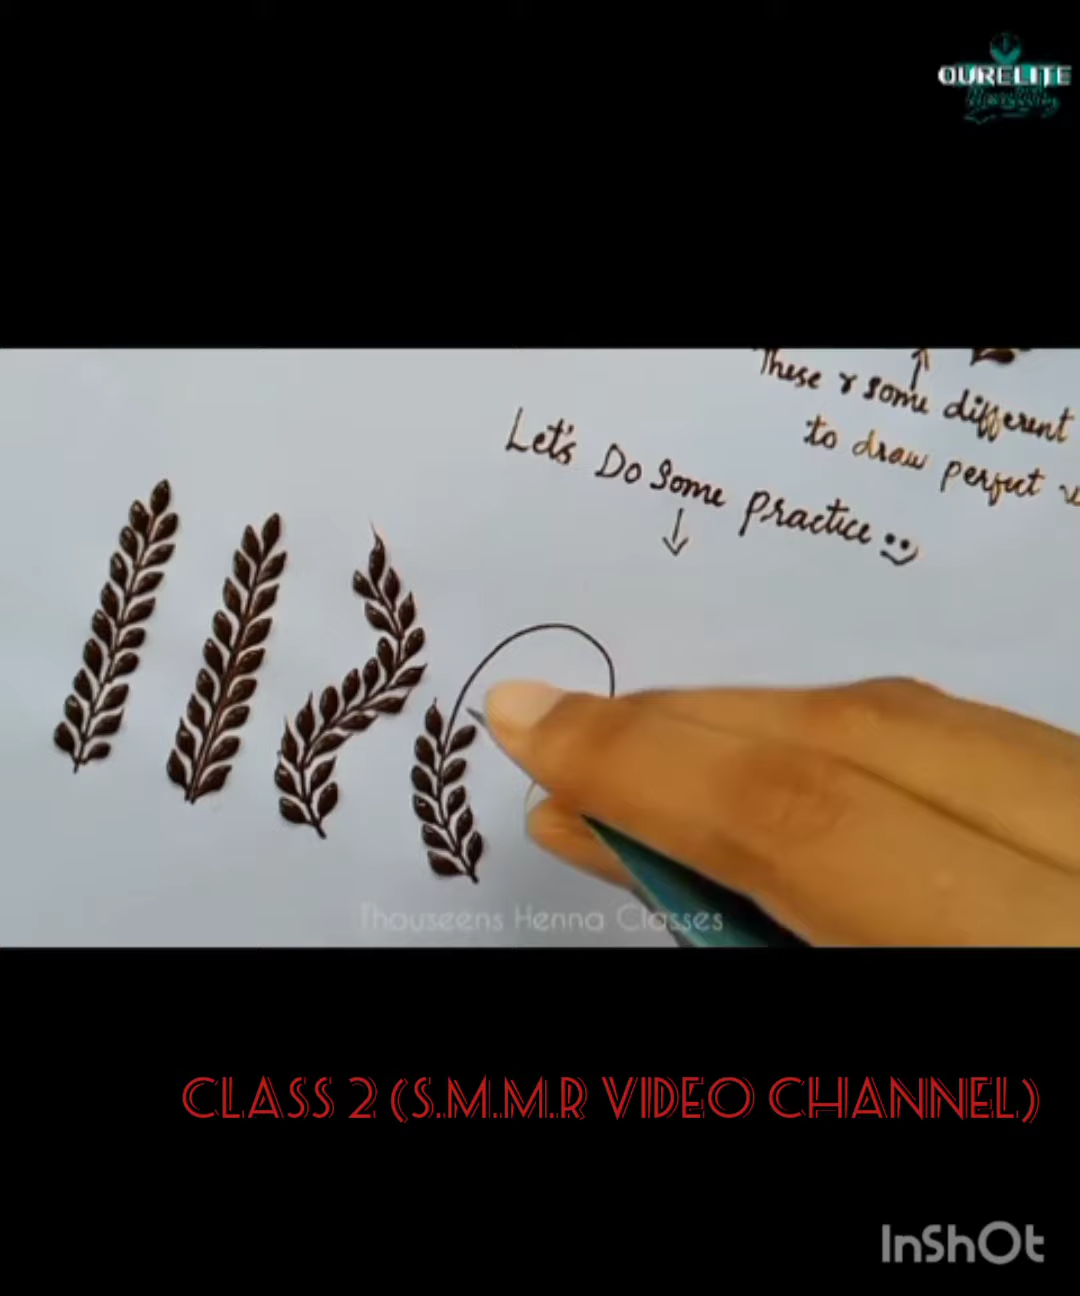 OURELITE
These r some different
to draw perfect
Let's Do Some Practice
Thouseens Henna Classes
CLASS 2 (S.M.M.R VIDEO CHANNEL)
InShOt